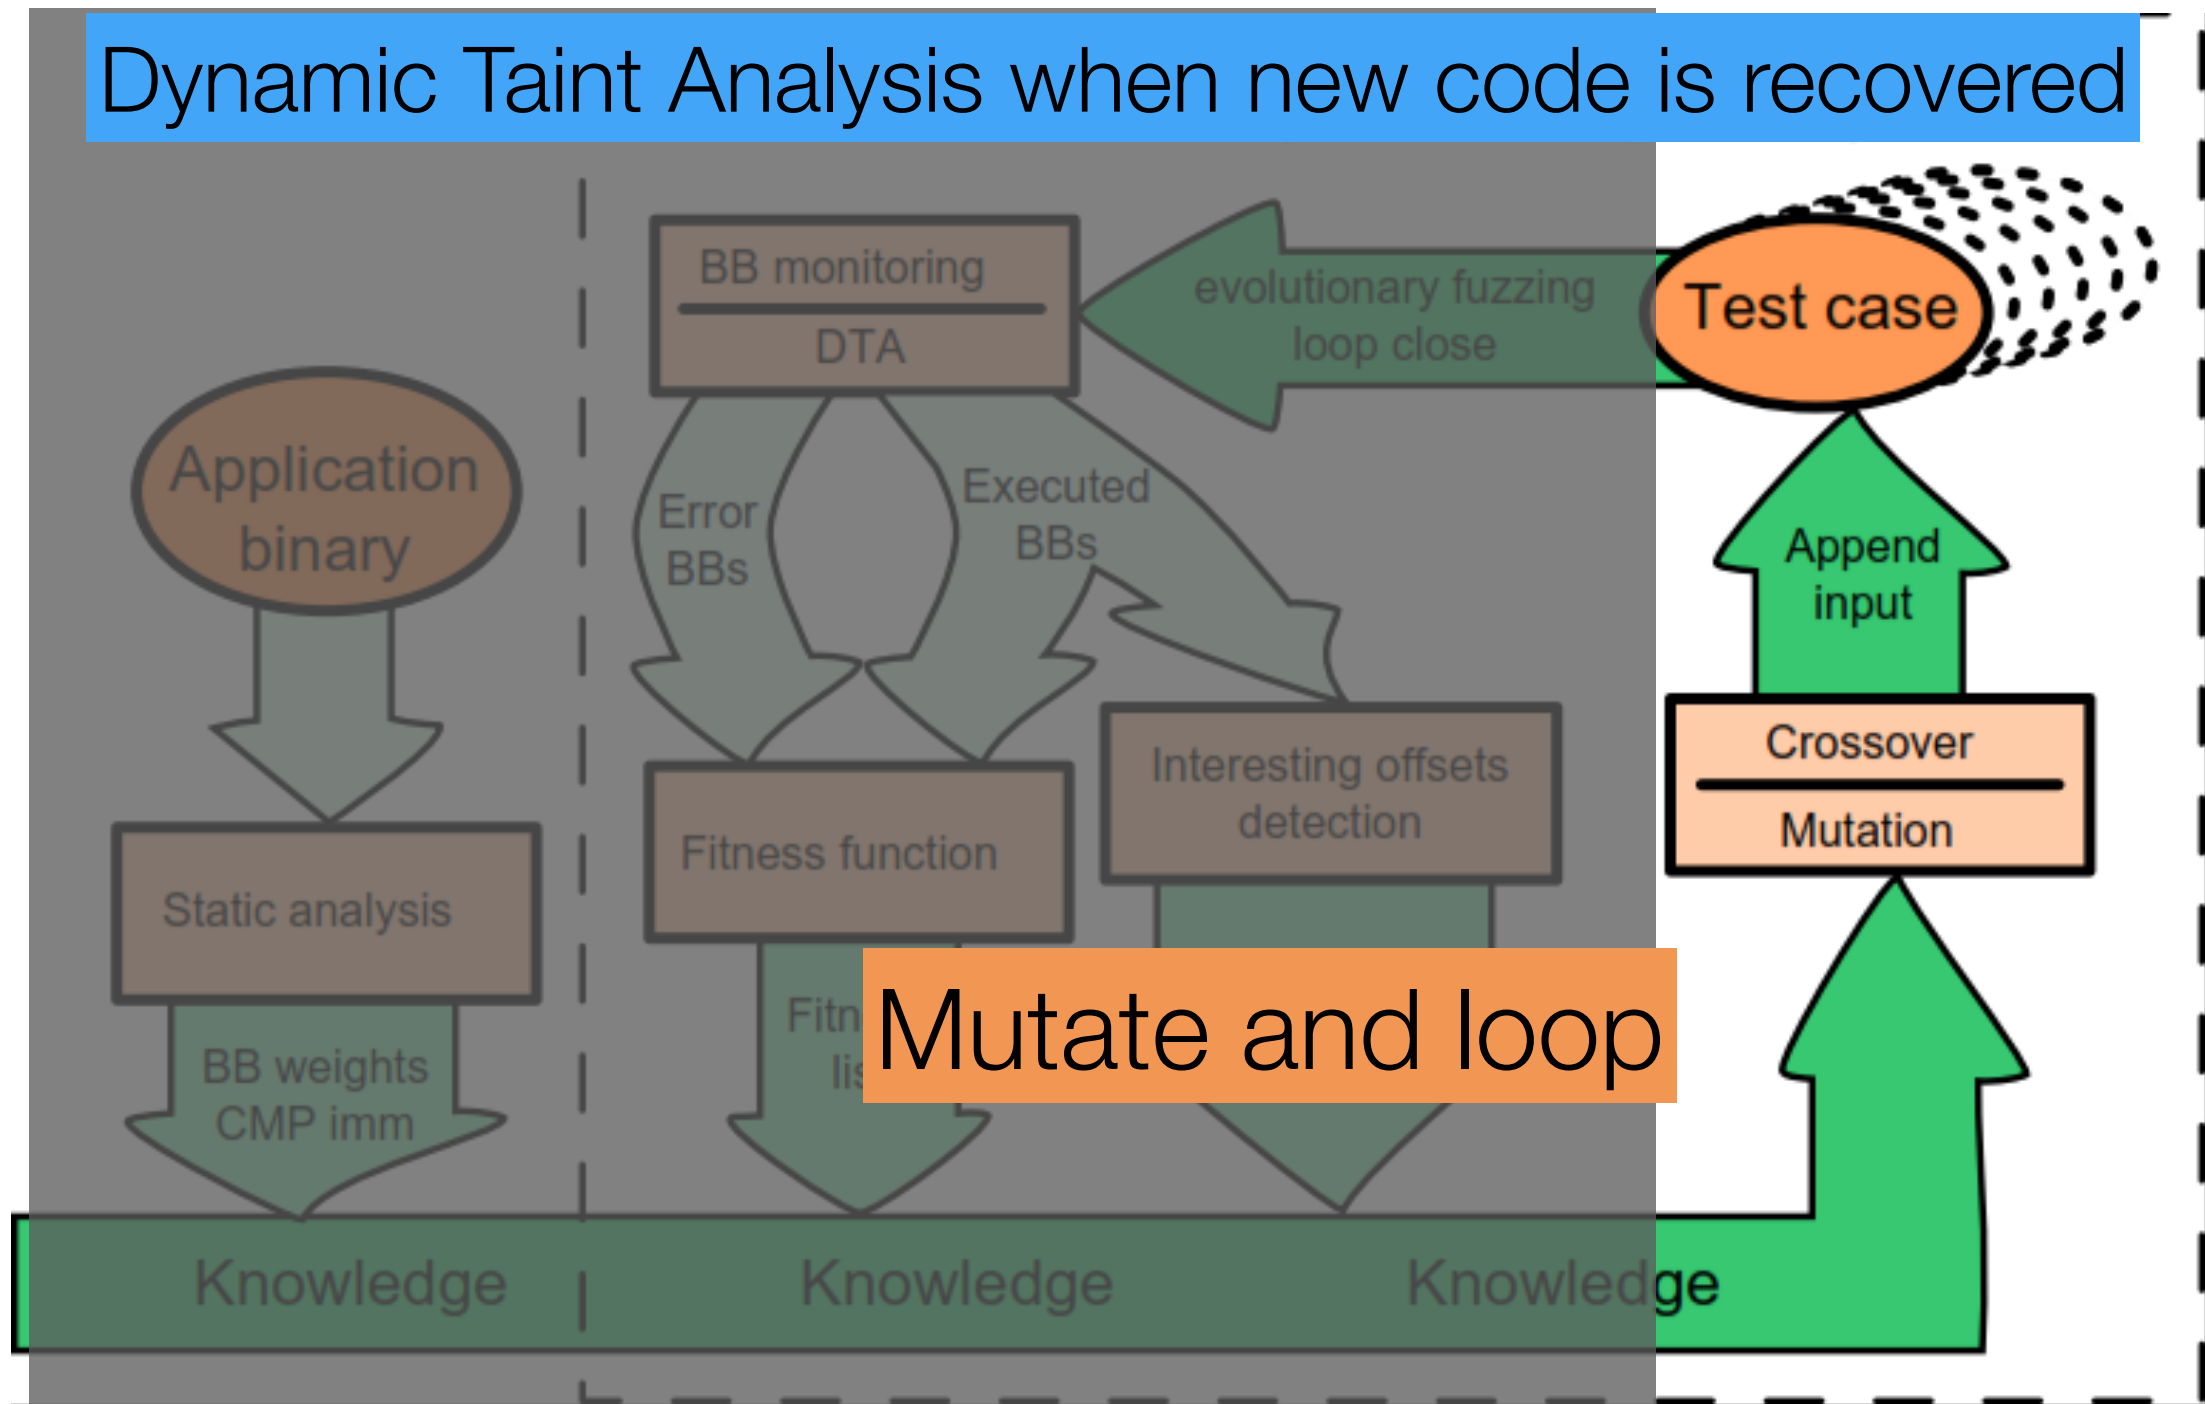 Dynamic Taint Analysis when new code is recovered
BB monitoring
DTA
evolutionary fuzzing
loop close
Test case
Application
binary
Error
BBs
Executed
BBs
Append
input
Interesting offsets
detection
Crossover
Mutation
Fitness function
Static analysis
Mutate and loop
BB weights
CMP imm
Knowledge
Knowledge
Knowledge